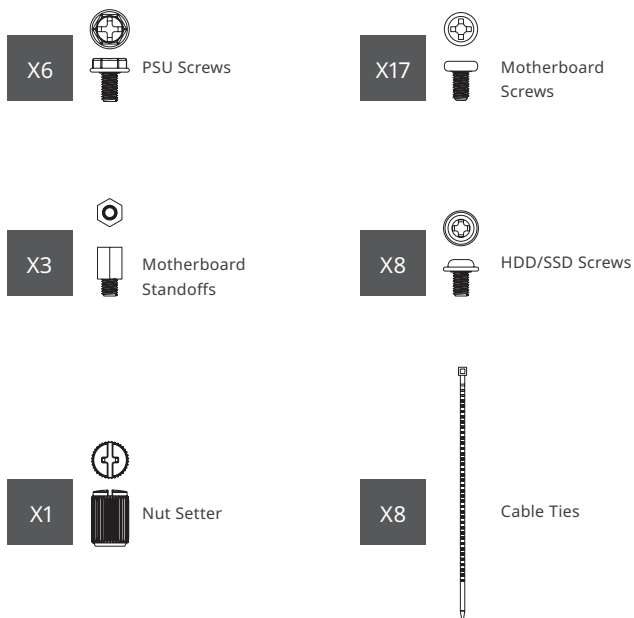 X6
PSU Screws
X17
Motherboard
Screws
X3
Motherboard
Standoffs
X8
HDD/SSD Screws
X1
Nut Setter
X8
Cable Ties